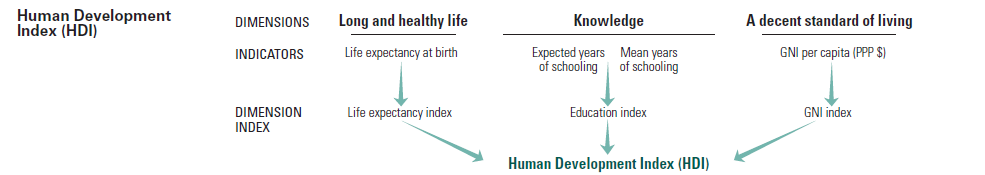 Human Development
Index (HDI)
DIMENSIONS Long and healthy life Knowledge A decent standard of living
INDICATORS Life expectancy at birth Expected years Mean years GNI per capita (PPP $)
of schooling of schooling
DIMENSION Life expectancy index Education index GNI index
INDEX
Human Development Index (HDI)